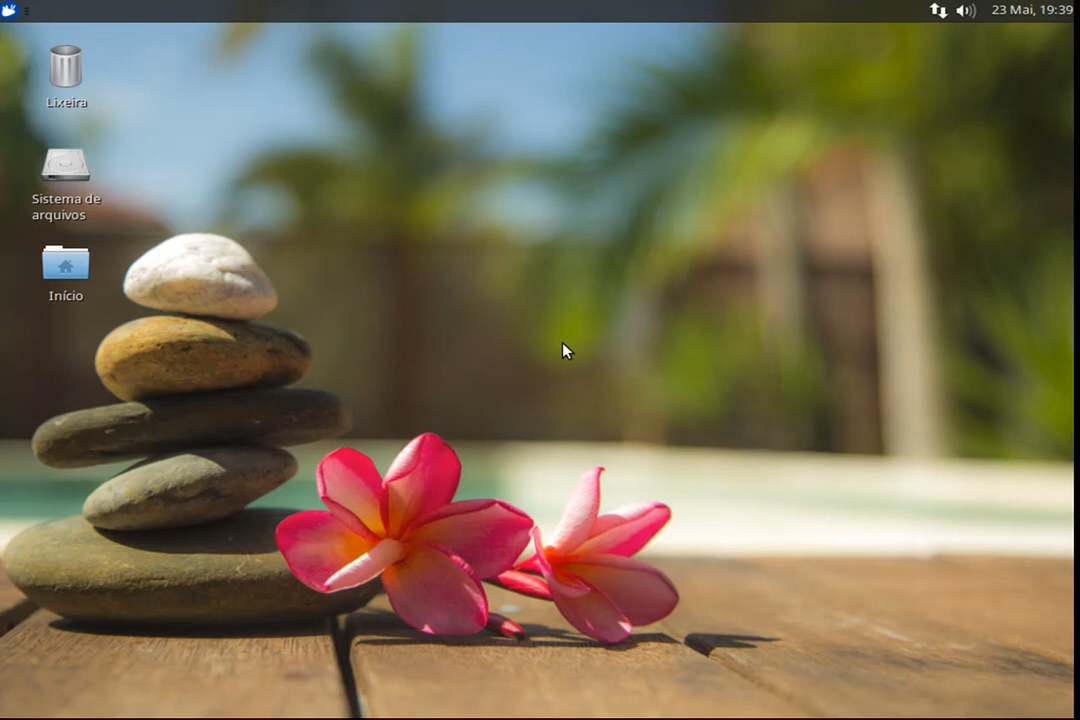 23 Mai, 19:39
Lixeira
Sistema de
arquivos
Início